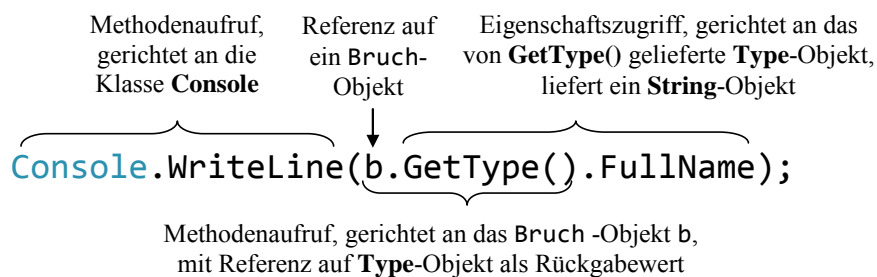 Methodenaufruf,
gerichtet an die
Klasse Console
Referenz auf
ein Bruch-
Objekt
Eigenschaftszugriff, gerichtet an das
von GetType() gelieferte Type-Objekt,
liefert ein String-Objekt
Console.WriteLine(b.GetType().FullName);
Methodenaufruf, gerichtet an das Bruch -Objekt b,
mit Referenz auf Type-Objekt als Rückgabewert